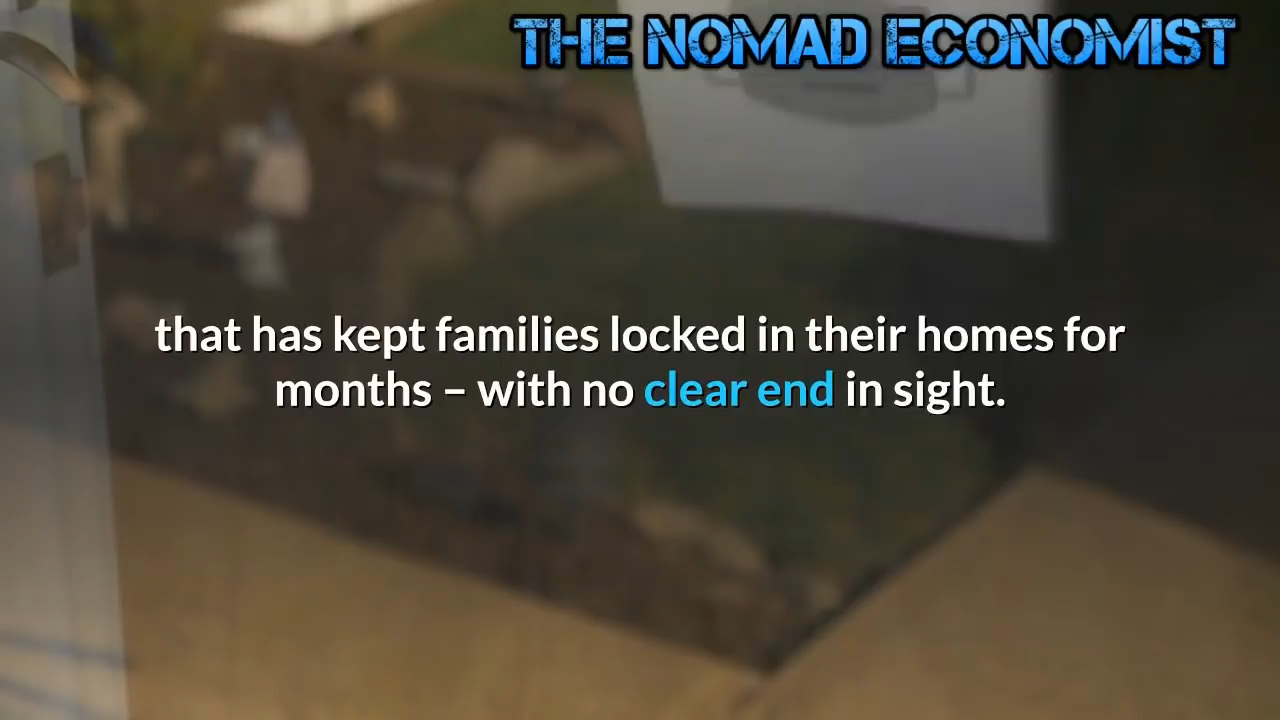 THE NOMAD ECONOMIST
that has kept families locked in their homes for
months – with no clear end in sight.